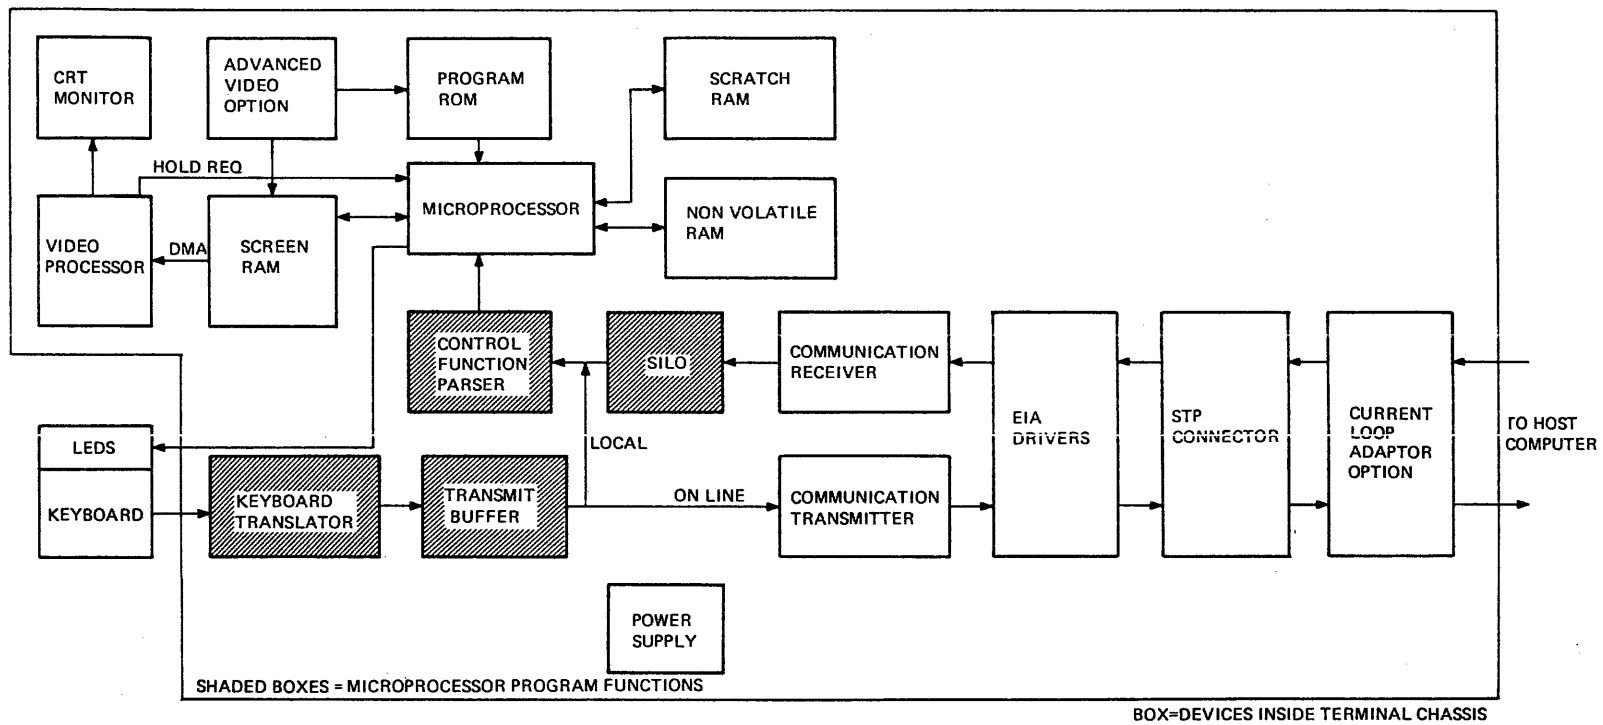 CRT
MONITOR
ADVANCED
VIDEO
OPTION
PROGRAM
ROM
SCRATCH
RAM
HOLD REQ
MICROPROCESSOR
NON VOLATILE
RAM
VIDEO
PROCESSOR
DMA
SCREEN
RAM
CONTROL
FUNCTION
PARSER
SILO
COMMUNICATION
RECEIVER
EIA
DRIVERS
STP
CONNECTOR
CURRENT
LOOP
ADAPTOR
OPTION
TO HOST
COMPUTER
LEDS
KEYBOARD
LOCAL
KEYBOARD
TRANSLATOR
TRANSMIT
BUFFER
ON LINE
COMMUNICATION
TRANSMITTER
POWER
SUPPLY
SHADED BOXES = MICROPROCESSOR PROGRAM FUNCTIONS
BOX=DEVICES INSIDE TERMINAL CHASSIS